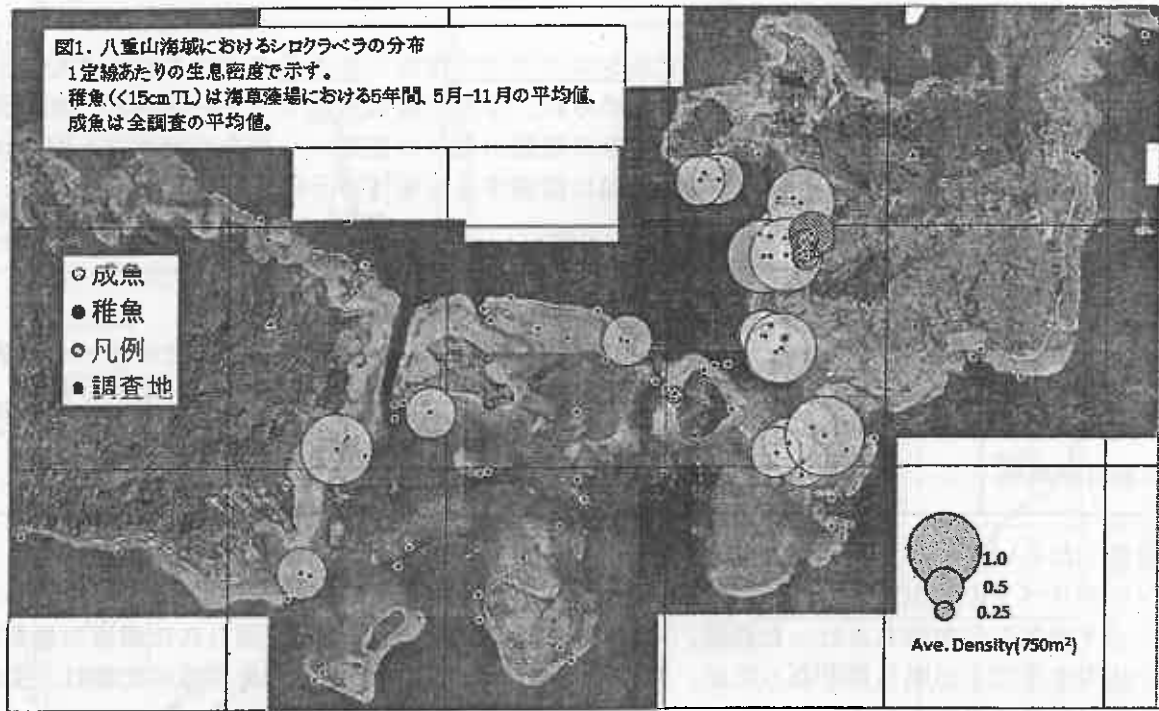 図1. 八重山海域におけるシロクラベラの分布
1定線あたりの生息密度で示す。
稚魚(<15cm TL)は海草藻場における5年間、5月-11月の平均値、
成魚は全調査の平均値。
成魚
稚魚
凡例
調査地
1.0
0.5
0.25
Ave. Density(750m²)